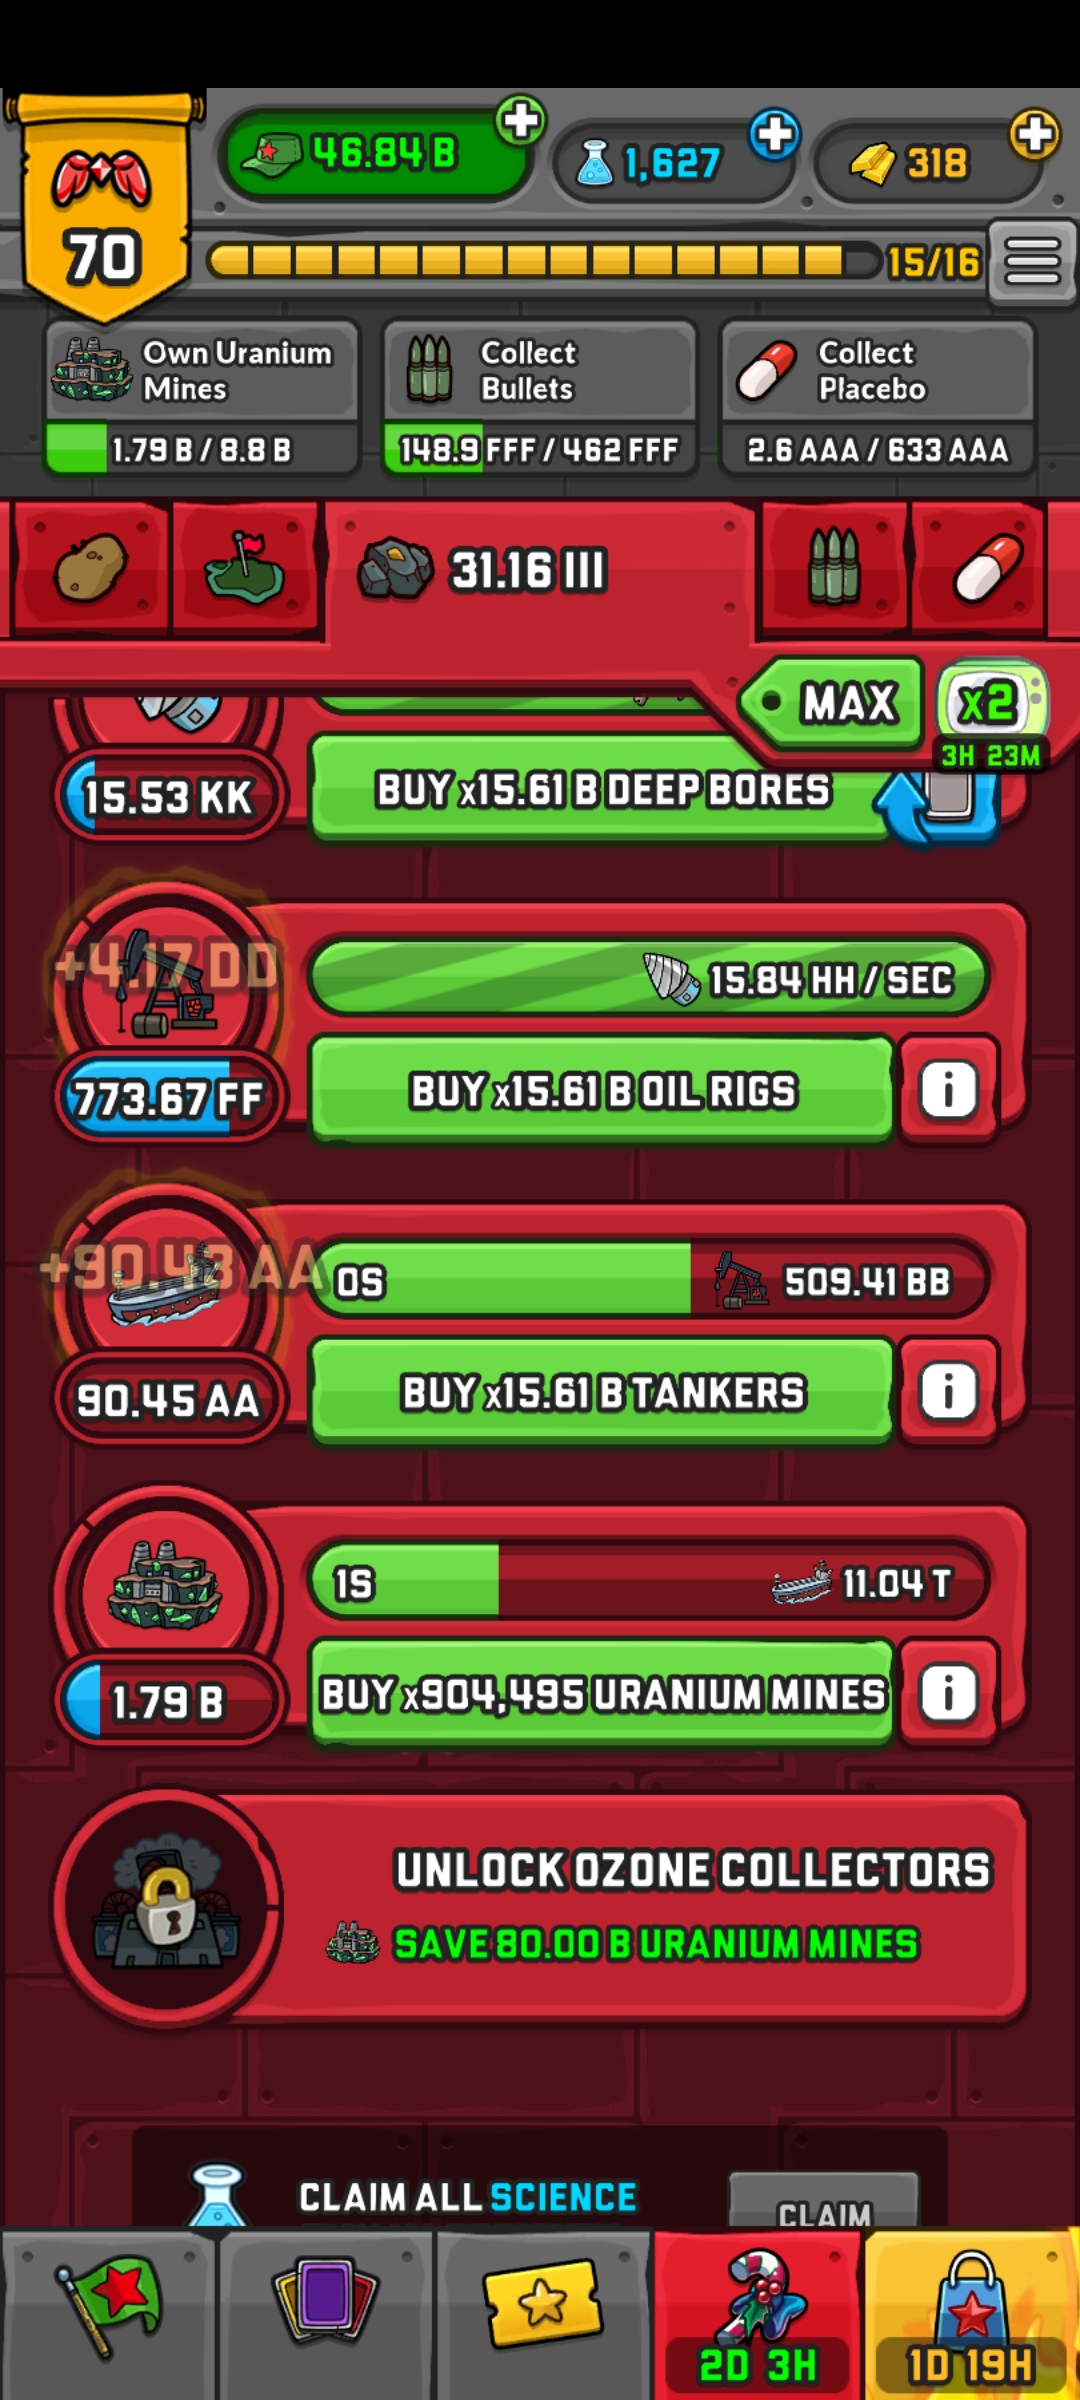 46.84 B
1,627
318
70
15/16
Own Uranium
Mines
1.79 B / 8.8 B
Collect
Bullets
148.9 FFF / 462 FFF
Collect
Placebo
2.6 AAA / 633 AAA
31.16 III
MAX
x2
3H 23M
15.53 KK
BUY x15.61 B DEEP BORES
+4.17 DD
15.84 HH / SEC
773.67 FF
BUY x15.61 B OIL RIGS
i
+90.43 AA
0S
509.41 BB
90.45 AA
BUY x15.61 B TANKERS
i
1S
11.04 T
1.79 B
BUY x904,495 URANIUM MINES
i
UNLOCK OZONE COLLECTORS
SAVE 80.00 B URANIUM MINES
CLAIM ALL SCIENCE
CLAIM
2D 3H
1D 19H